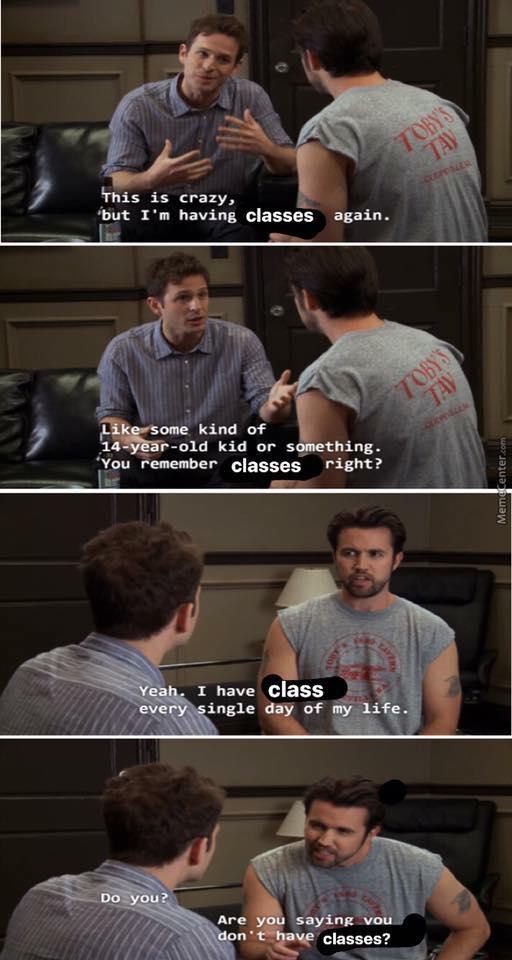 TOBY'S
TAV
This is crazy,
but I'm having classes again.
TOBY'S
TAV
Like some kind of
14-year-old kid or something.
You remember classes right?
MemeCenter.com
Yeah. I have class
every single day of my life.
Do you?
Are you saying you
don't have classes?